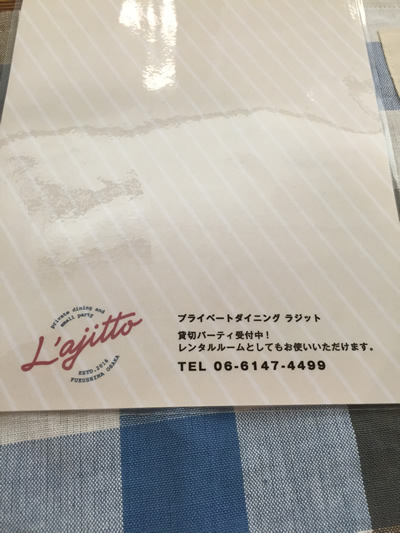 private dining and
small party
L'ajitto
ESTD.2016
FUKUSHIMA OSAKA
プライベートダイニング ラジット
貸切パーティ受付中！
レンタルルームとしてもお使いいただけます。
TEL 06-6147-4499